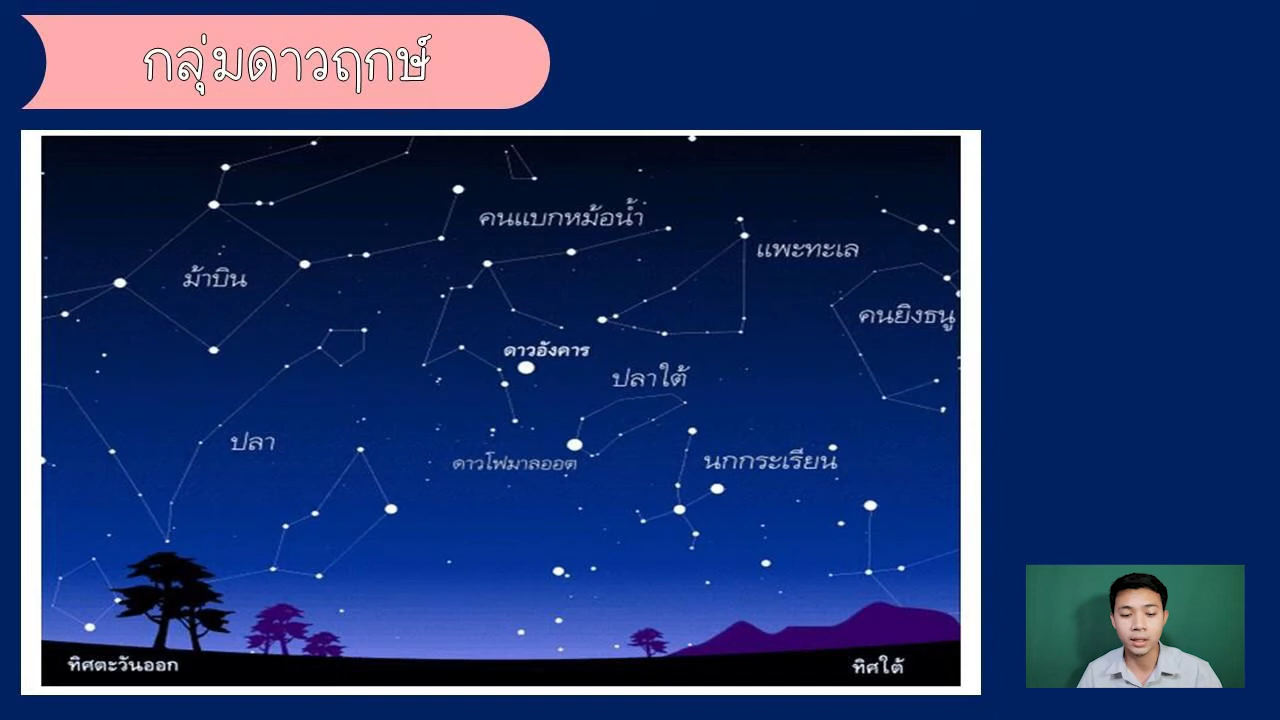 กลุ่มดาวฤกษ์
คนแบกหม้อน้ำ
แพะทะเล
ม้าบิน
คนยิงธนู
ดาวอังคาร
ปลาใต้
ปลา
ดาวโฟมาลออต
นกกระเรียน
ทิศตะวันออก
ทิศใต้